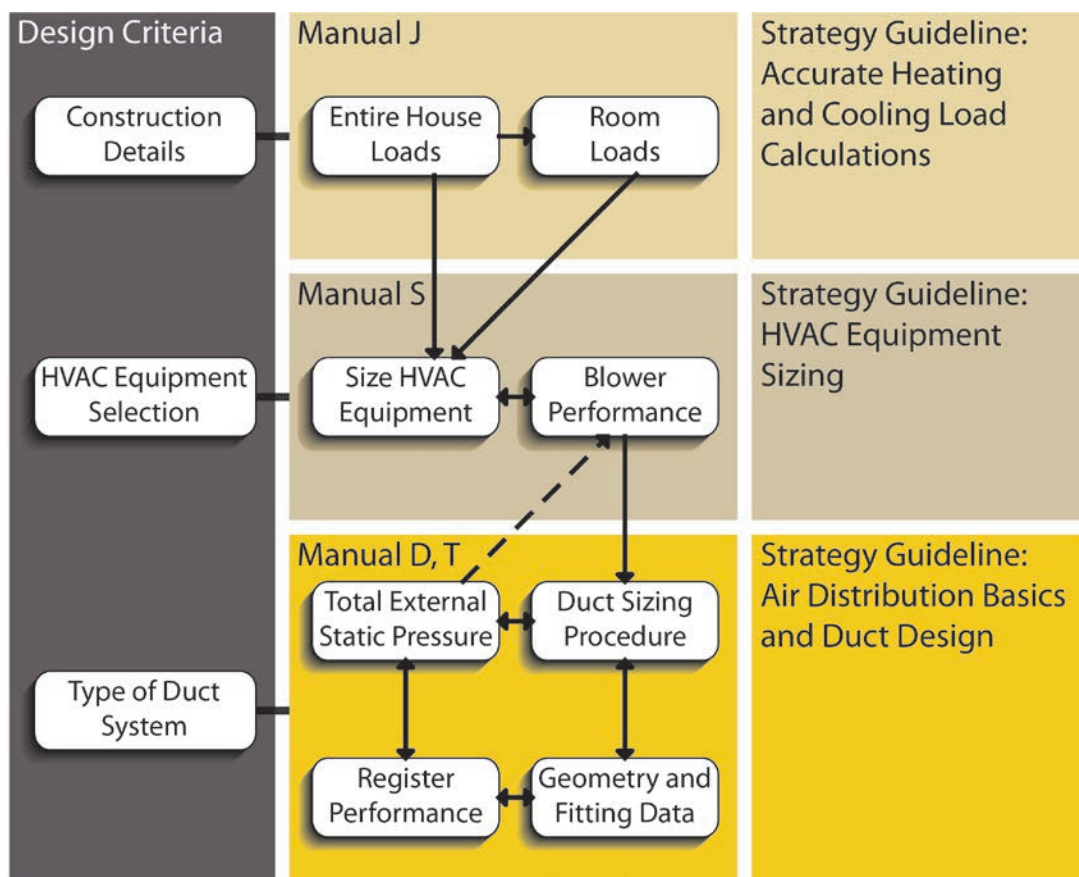 Design Criteria
Construction
Details
HVAC Equipment
Selection
Type of Duct
System
Manual J
Entire House
Loads
Room
Loads
Manual S
Size HVAC
Equipment
Blower
Performance
Manual D, T
Total External
Static Pressure
Duct Sizing
Procedure
Register
Performance
Geometry and
Fitting Data
Strategy Guideline:
Accurate Heating
and Cooling Load
Calculations
Strategy Guideline:
HVAC Equipment
Sizing
Strategy Guideline:
Air Distribution Basics
and Duct Design